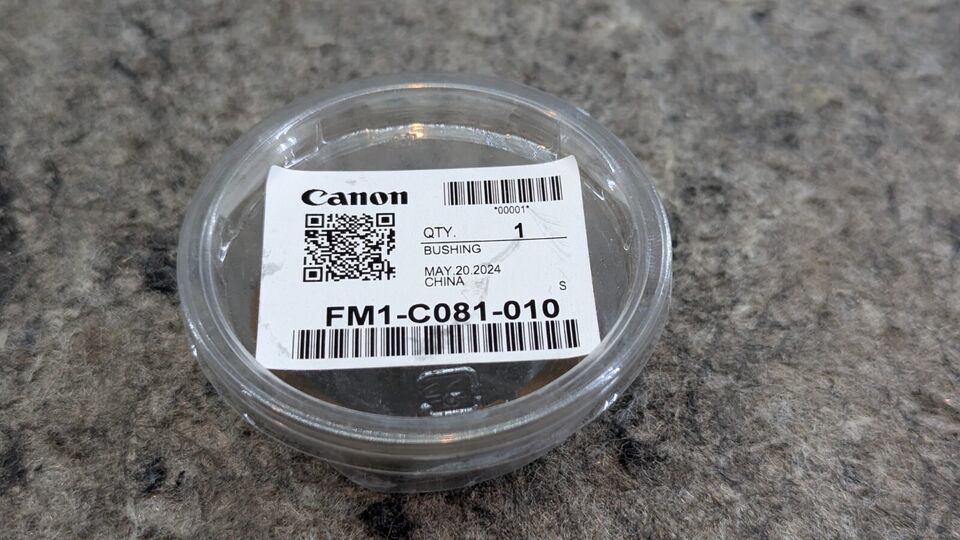 Canon
*00001*
QTY. 1
BUSHING
MAY.20.2024
CHINA S
FM1-C081-010